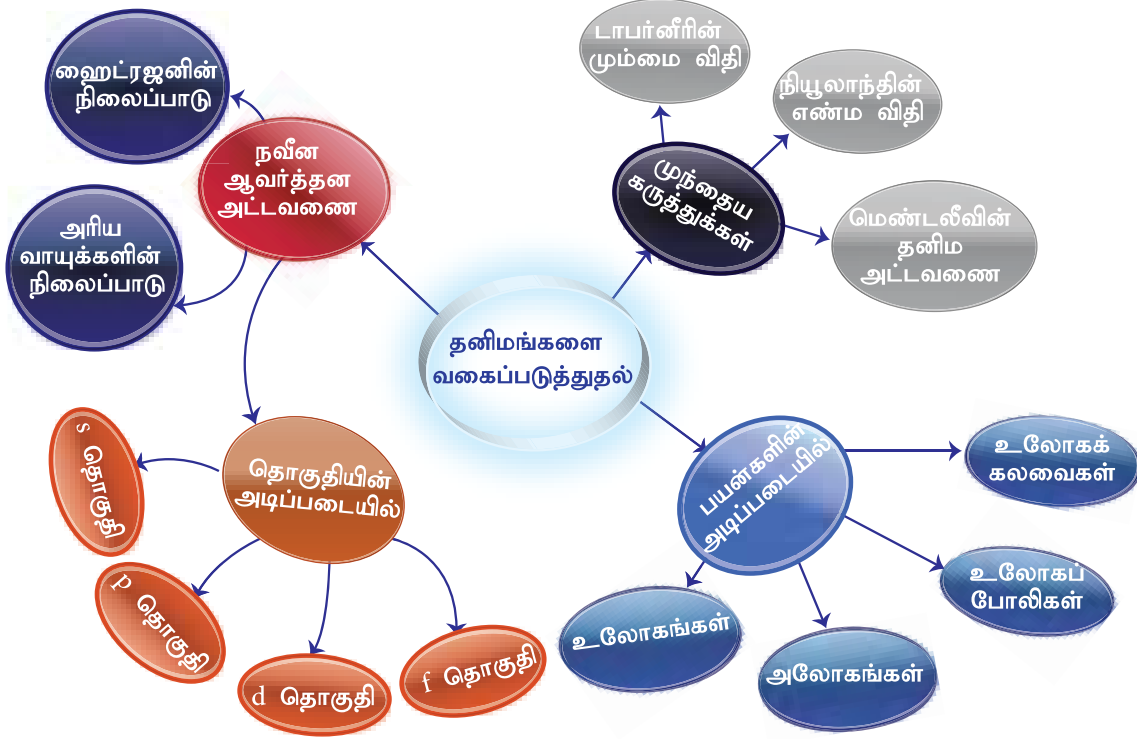 ஹைட்ரஜனின்
நிலைப்பாடு
நவீன
ஆவர்த்தன
அட்டவணை
அரிய
வாயுக்களின்
நிலைப்பாடு
டாபர்னீரின்
மும்மை விதி
நியூலாந்தின்
எண்ம விதி
முந்தைய
கருத்துக்கள்
மெண்டலீவின்
தனிம
அட்டவணை
தனிமங்களை
வகைப்படுத்துதல்
தொகுதியின்
அடிப்படையில்
s தொகுதி
p தொகுதி
d தொகுதி
f தொகுதி
பயன்களின்
அடிப்படையில்
உலோகக்
கலவைகள்
உலோகப்
போலிகள்
உலோகங்கள்
அலோகங்கள்